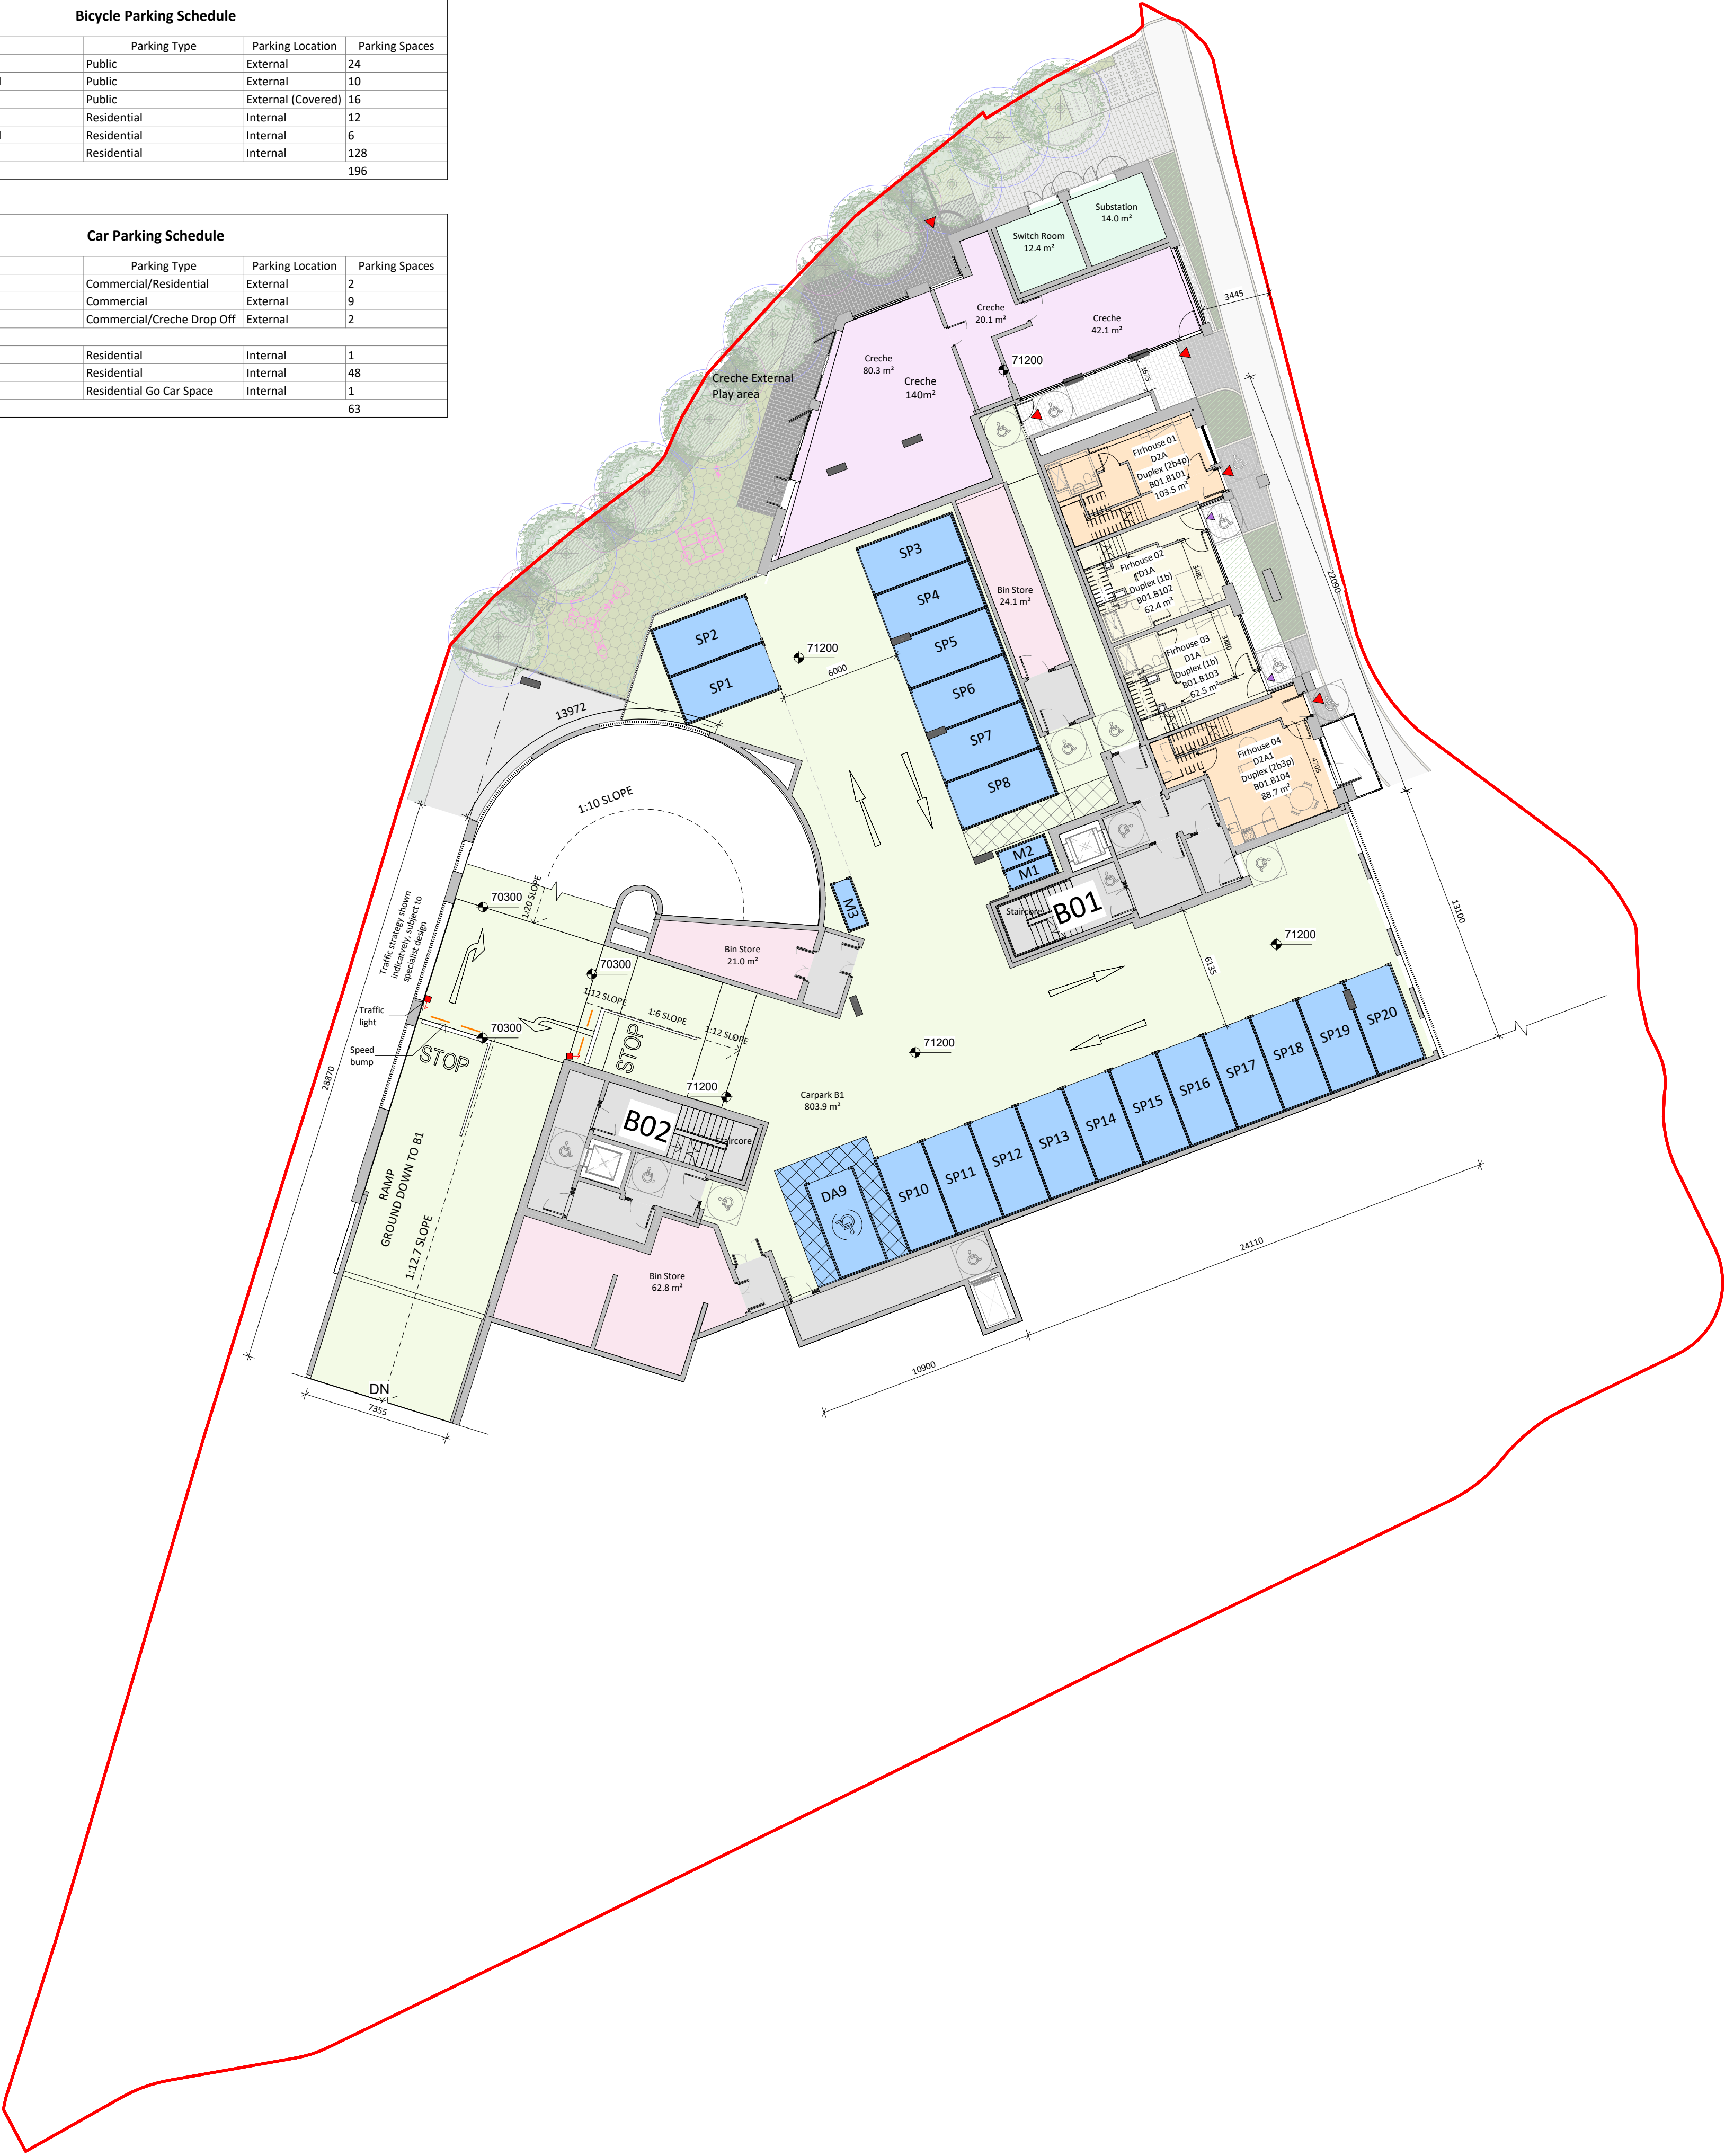 Bicycle Parking Schedule
Parking Type Parking Location Parking Spaces
Public External 24
Public External 10
Public External (Covered) 16
Residential Internal 12
Residential Internal 6
Residential Internal 128
196
Car Parking Schedule
Parking Type Parking Location Parking Spaces
Commercial/Residential External 2
Commercial External 9
Commercial/Creche Drop Off External 2
Residential Internal 1
Residential Internal 48
Residential Go Car Space Internal 1
63
Substation
14.0 m²
Switch Room
12.4 m²
3445
Creche
20.1 m²
Creche
42.1 m²
Creche
80.3 m²
Creche
140m²
71200
1675
Creche External
Play area
Firhouse 01
D2A
Duplex (2b4p)
B01.B101
103.5 m²
Firhouse 02
D1A
Duplex (1b)
B01.B102
62.4 m²
3480
22090
Firhouse 03
D1A
Duplex (1b)
B01.B103
62.5 m²
3480
Firhouse 04
D2A1
Duplex (2b3p)
B01.B104
88.7 m²
4705
Bin Store
24.1 m²
SP3
SP4
SP5
SP6
SP7
SP8
SP2
SP1
71200
6000
13972
1:10 SLOPE
M2
M1
M3
Staircore
B01
13100
71200
6135
1:20 SLOPE
70300
Traffic strategy shown
indicatvely, subject to
specialist design
Bin Store
21.0 m²
70300
1:12 SLOPE
1:6 SLOPE
1:12 SLOPE
Traffic
light
70300
Speed
bump
STOP
STOP
28870
71200
71200
Carpark B1
803.9 m²
B02
Staircore
SP20
SP19
SP18
SP17
SP16
SP15
SP14
SP13
SP12
SP11
SP10
DA9
RAMP
GROUND DOWN TO B1
1:12.7 SLOPE
Bin Store
62.8 m²
24110
10900
DN
7355